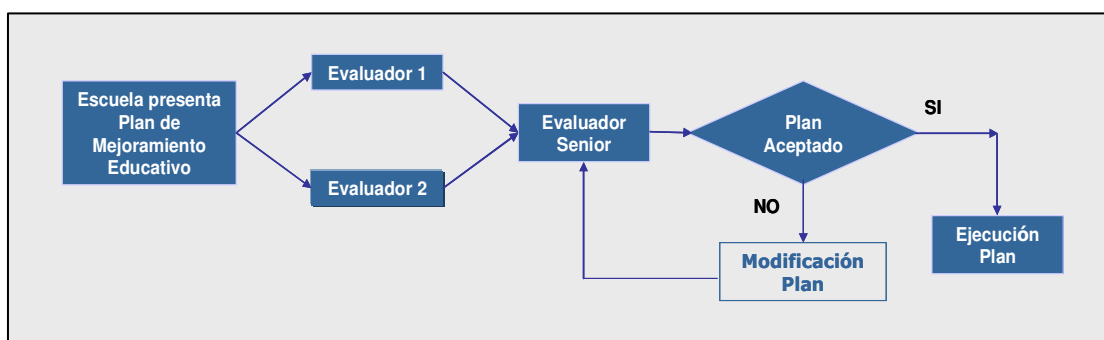 Escuela presenta
Plan de
Mejoramiento
Educativo
Evaluador 1
Evaluador 2
Evaluador
Senior
Plan
Aceptado
SI
NO
Modificación
Plan
Ejecución
Plan